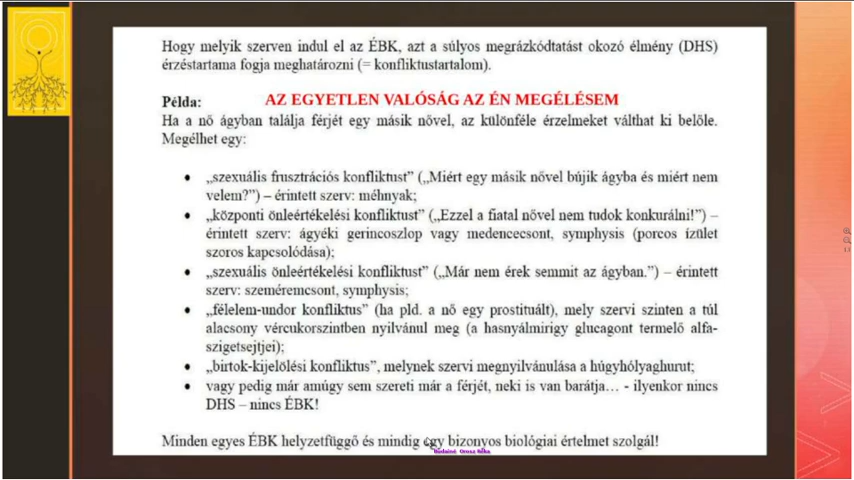 Hogy melyik szerven indul el az ÉBK, azt a súlyos megrázkódtatást okozó élmény (DHS)
érzéstartama fogja meghatározni (= konfliktustartalom).
Példa: AZ EGYETLEN VALÓSÁG AZ ÉN MEGÉLÉSEM
Ha a nő ágyban találja férjét egy másik nővel, az különféle érzelmeket válthat ki belőle.
Megélhet egy:
• „szexuális frusztrációs konfliktust” („Miért egy másik nővel bújik ágyba és miért nem
velem?”) – érintett szerv: méhnyak;
• „központi önleértékelési konfliktust” („Ezzel a fiatal nővel nem tudok konkurálni!”) –
érintett szerv: ágyéki gerincoszlop vagy medencecsont, symphysis (porcos ízület
szoros kapcsolódása);
• „szexuális önleértékelési konfliktust” („Már nem érek semmit az ágyban.”) – érintett
szerv: szeméremcsont, symphysis;
• „félelem-undor konfliktus” (ha pld. a nő egy prostituált), mely szervi szinten a túl
alacsony vércukorszintben nyilvánul meg (a hasnyálmirigy glucagont termelő alfa-
szigetsejtjei);
• „birtok-kijelölési konfliktus”, melynek szervi megnyilvánulása a húgyhólyaghurut;
• vagy pedig már amúgy sem szereti már a férjét, neki is van barátja… - ilyenkor nincs
DHS – nincs ÉBK!
Minden egyes ÉBK helyzetfüggő és mindig egy bizonyos biológiai értelmet szolgál!
Orosz Réka